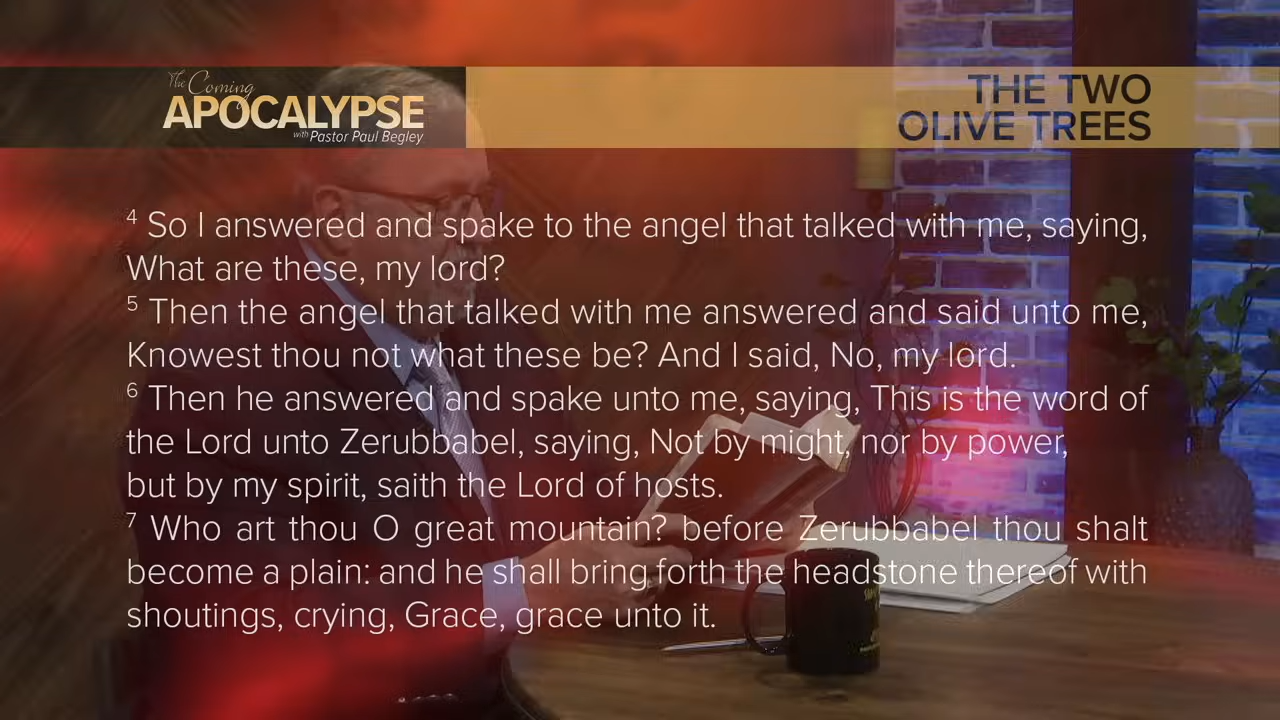 The Coming
APOCALYPSE
with Pastor Paul Begley
THE TWO
OLIVE TREES
4 So I answered and spake to the angel that talked with me, saying,
What are these, my lord?
5 Then the angel that talked with me answered and said unto me,
Knowest thou not what these be? And I said, No, my lord.
6 Then he answered and spake unto me, saying, This is the word of
the Lord unto Zerubbabel, saying, Not by might, nor by power,
but by my spirit, saith the Lord of hosts.
7 Who art thou O great mountain? before Zerubbabel thou shalt
become a plain: and he shall bring forth the headstone thereof with
shoutings, crying, Grace, grace unto it.